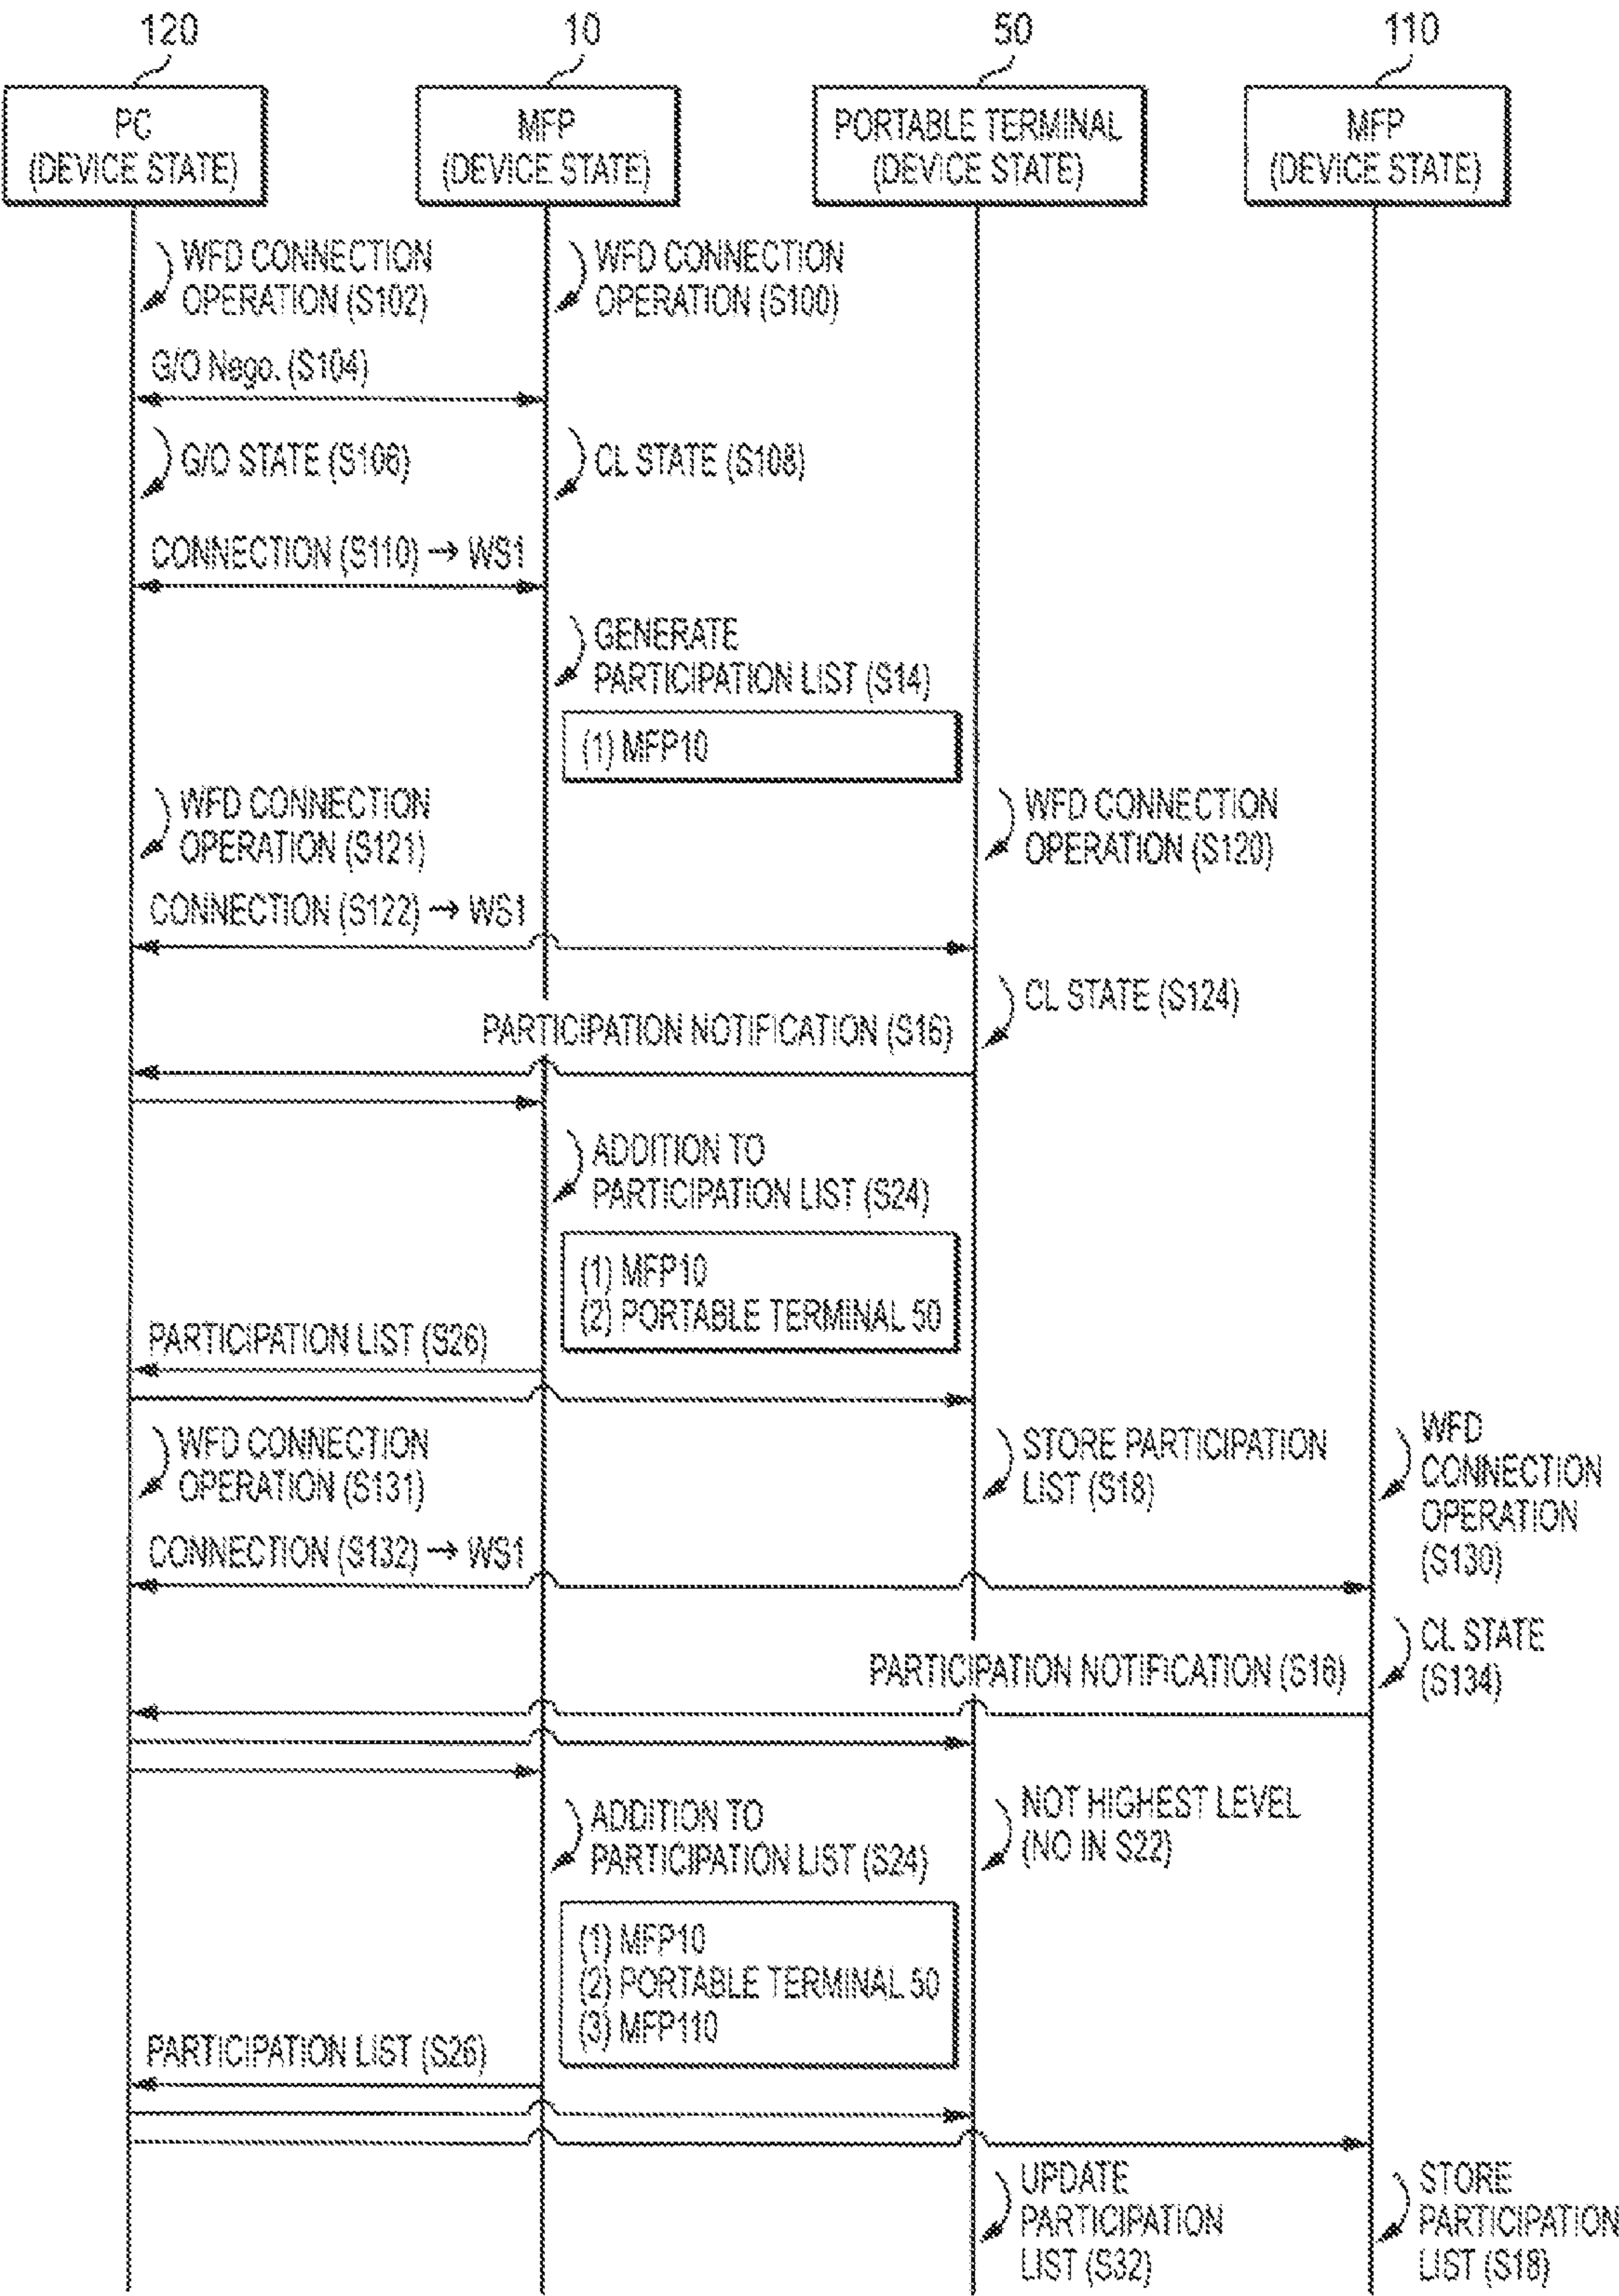 120
10
50
110
PC
(DEVICE STATE)
MFP
(DEVICE STATE)
PORTABLE TERMINAL
(DEVICE STATE)
MFP
(DEVICE STATE)
WFD CONNECTION
OPERATION (S102)
WFD CONNECTION
OPERATION (S100)
G/O Nego. (S104)
G/O STATE (S106)
CL STATE (S108)
CONNECTION (S110) → WS1
GENERATE
PARTICIPATION LIST (S14)
(1) MFP10
WFD CONNECTION
OPERATION (S121)
WFD CONNECTION
OPERATION (S120)
CONNECTION (S122) → WS1
CL STATE (S124)
PARTICIPATION NOTIFICATION (S16)
ADDITION TO
PARTICIPATION LIST (S24)
(1) MFP10
(2) PORTABLE TERMINAL 50
PARTICIPATION LIST (S26)
WFD CONNECTION
OPERATION (S131)
STORE PARTICIPATION
LIST (S18)
WFD
CONNECTION
OPERATION
(S130)
CONNECTION (S132) → WS1
CL STATE
(S134)
PARTICIPATION NOTIFICATION (S16)
ADDITION TO
PARTICIPATION LIST (S24)
NOT HIGHEST LEVEL
(NO IN S22)
(1) MFP10
(2) PORTABLE TERMINAL 50
(3) MFP110
PARTICIPATION LIST (S26)
UPDATE
PARTICIPATION
LIST (S32)
STORE
PARTICIPATION
LIST (S18)